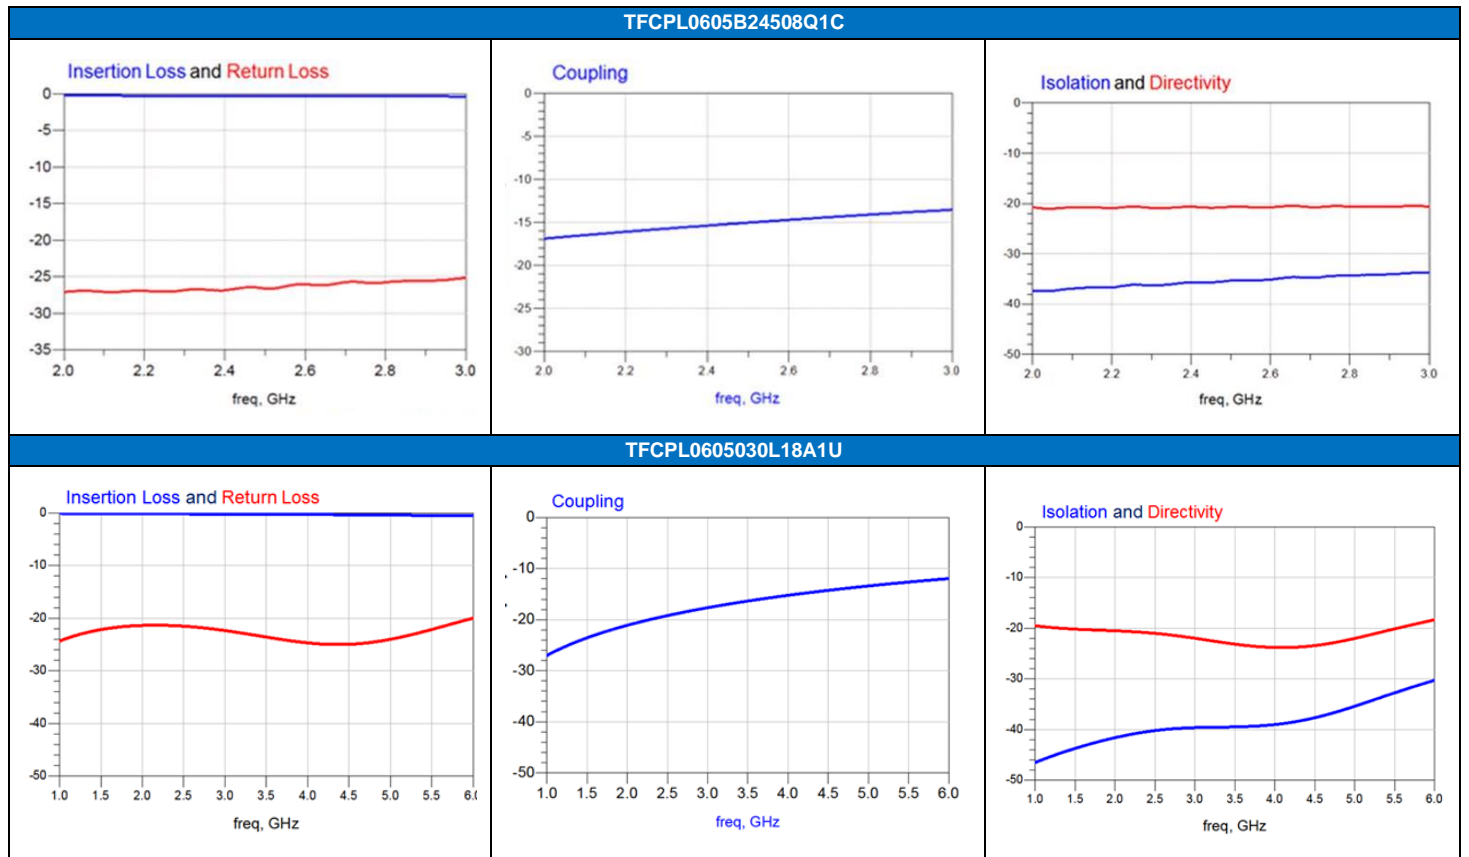 TFCPL0605B24508Q1C
Insertion Loss and Return Loss
0
-5
-10
-15
-20
-25
-30
-35
2.0 2.2 2.4 2.6 2.8 3.0
freq, GHz
Coupling
0
-5
-10
-15
-20
-25
-30
2.0 2.2 2.4 2.6 2.8 3.0
freq, GHz
Isolation and Directivity
0
-10
-20
-30
-40
-50
2.0 2.2 2.4 2.6 2.8 3.0
freq, GHz
TFCPL0605030L18A1U
Insertion Loss and Return Loss
0
-10
-20
-30
-40
-50
1.0 1.5 2.0 2.5 3.0 3.5 4.0 4.5 5.0 5.5 6.0
freq, GHz
Coupling
0
-10
-20
-30
-40
-50
1.0 1.5 2.0 2.5 3.0 3.5 4.0 4.5 5.0 5.5 6.0
freq, GHz
Isolation and Directivity
0
-10
-20
-30
-40
-50
1.0 1.5 2.0 2.5 3.0 3.5 4.0 4.5 5.0 5.5 6.0
freq, GHz